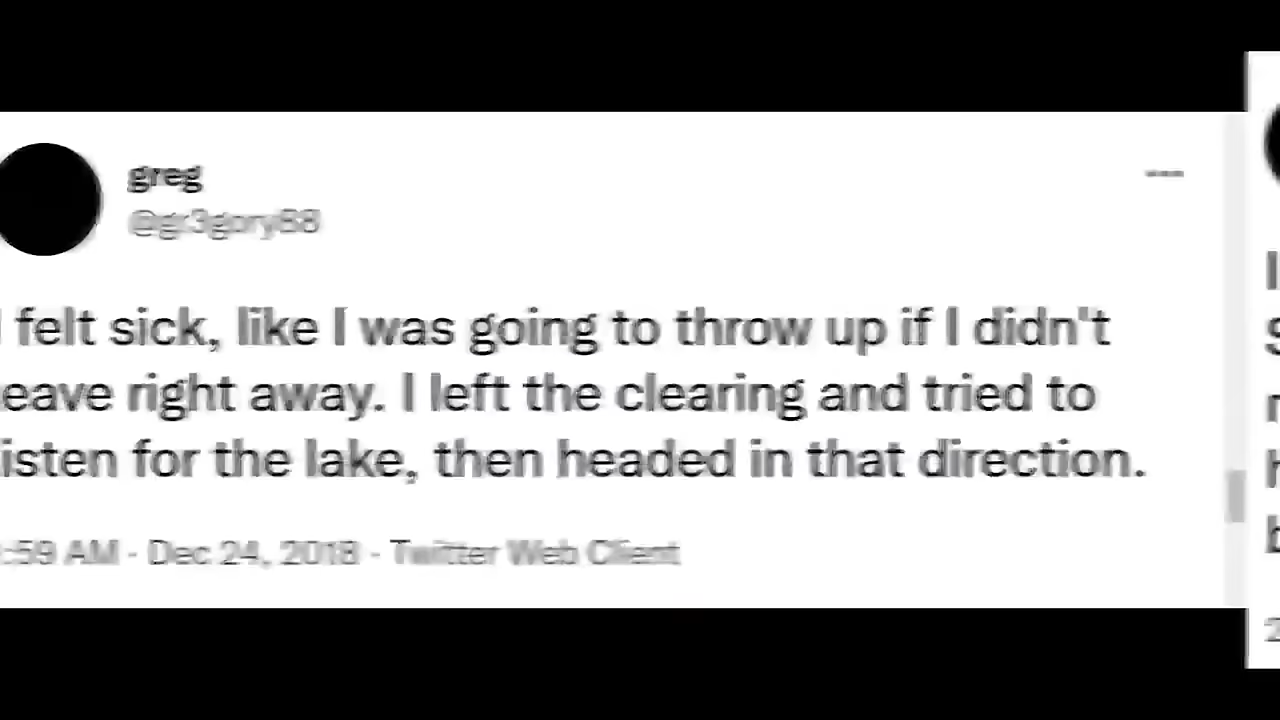 greg
@gr3gory88
I felt sick, like I was going to throw up if I didn't
leave right away. I left the clearing and tried to
listen for the lake, then headed in that direction.
:59 AM · Dec 24, 2018 · Twitter Web Client